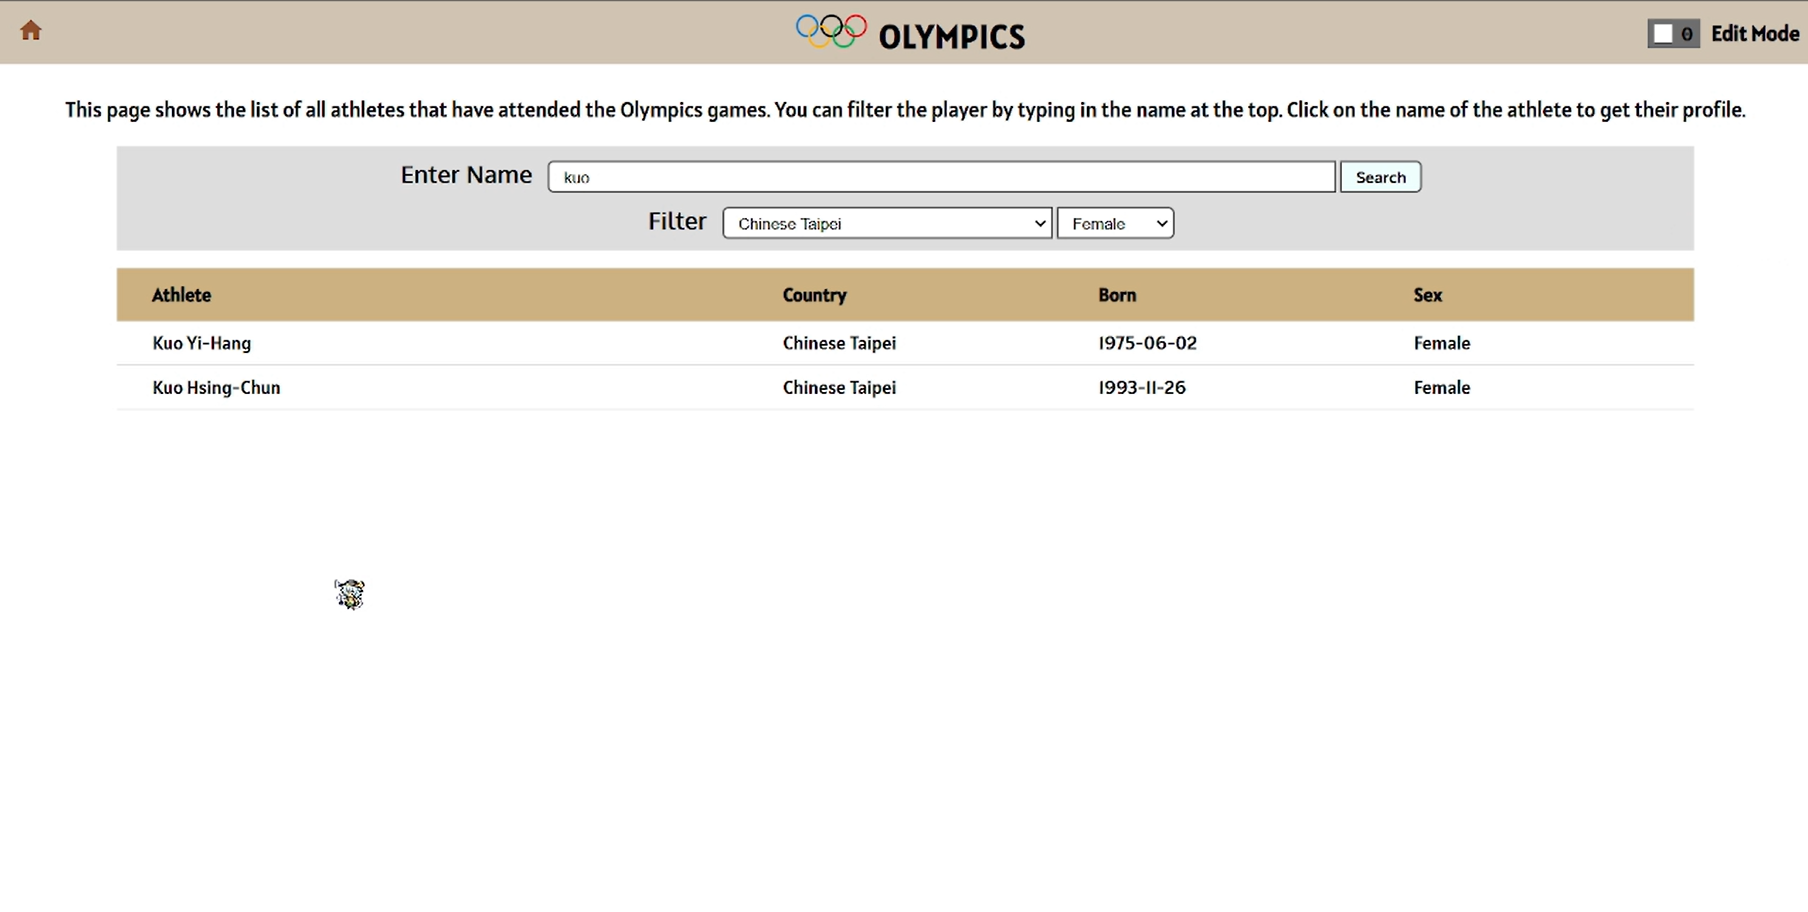 OLYMPICS
0 Edit Mode
This page shows the list of all athletes that have attended the Olympics games. You can filter the player by typing in the name at the top. Click on the name of the athlete to get their profile.
Enter Name kuo Search
Filter Chinese Taipei Female
Athlete Country Born Sex
Kuo Yi-Hang Chinese Taipei 1975-06-02 Female
Kuo Hsing-Chun Chinese Taipei 1993-11-26 Female